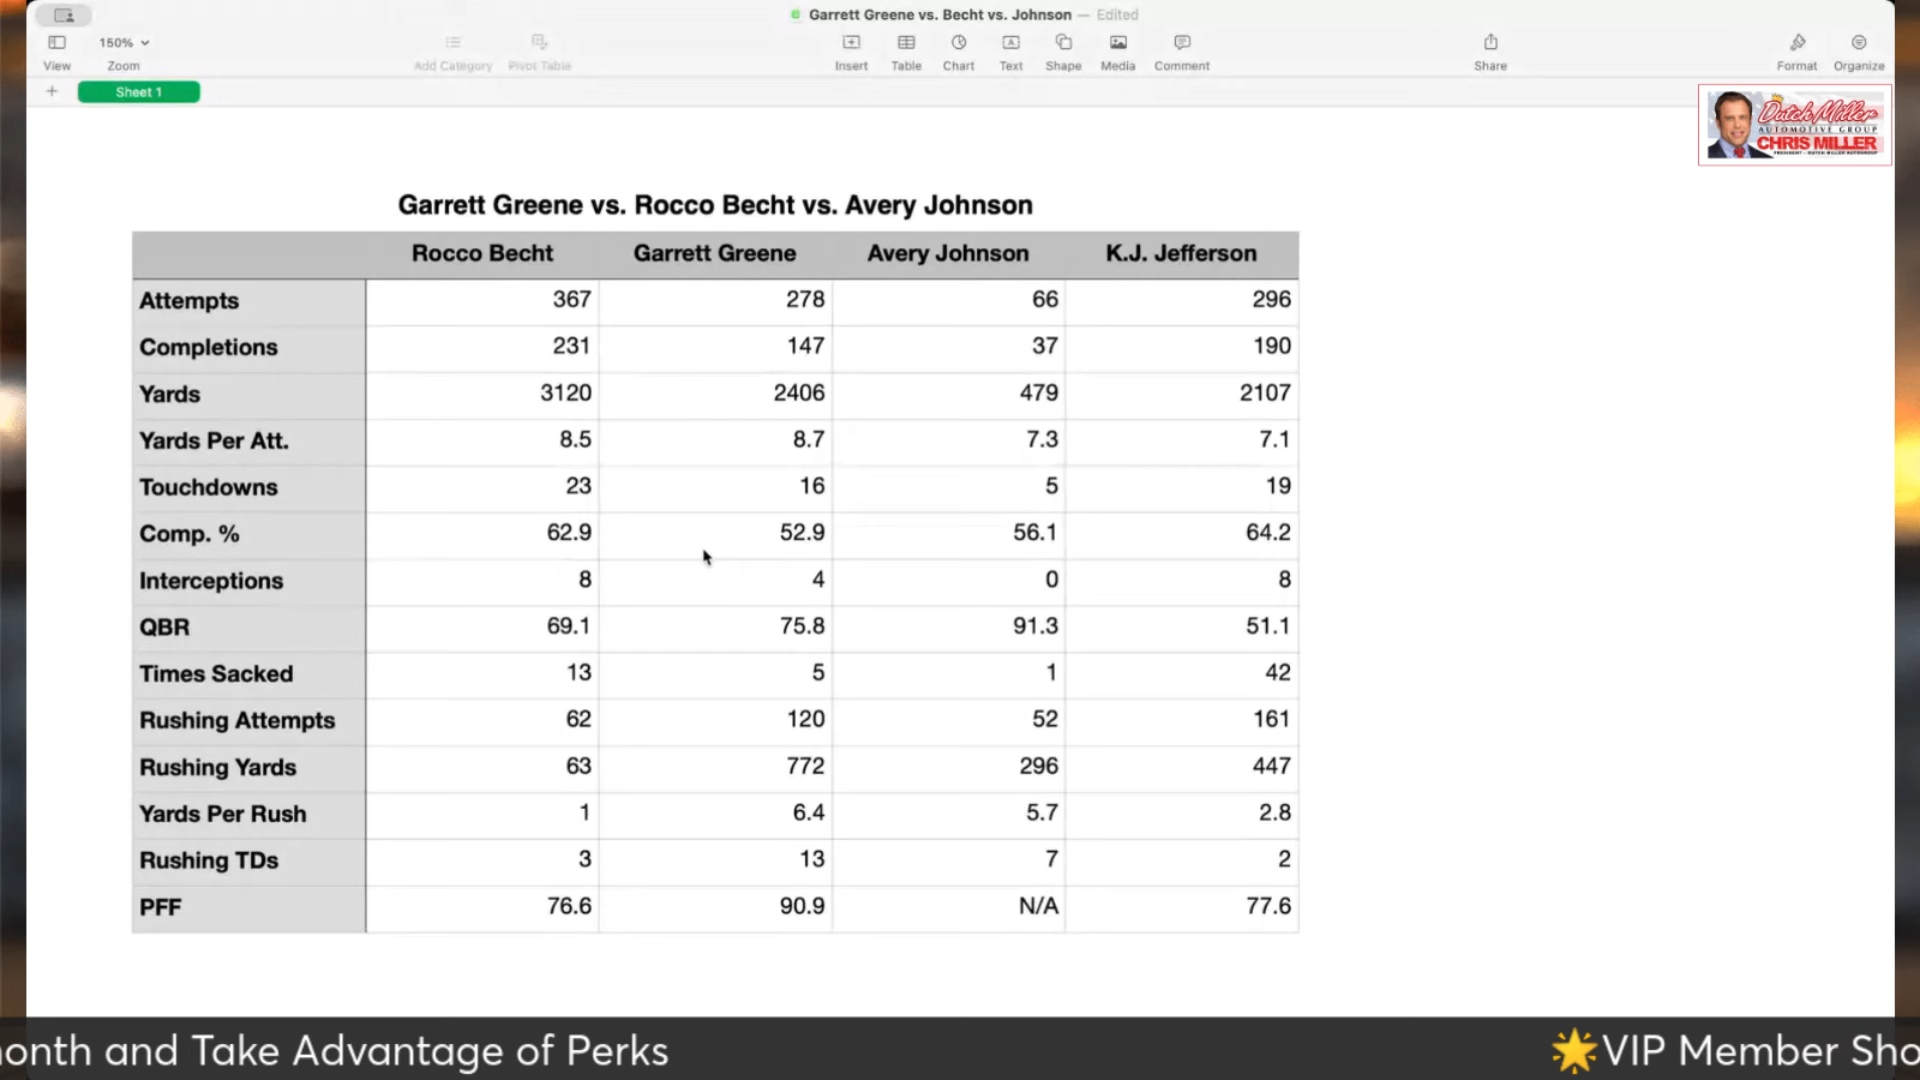 Garrett Greene vs. Becht vs. Johnson — Edited
150%
View Zoom Add Category Pivot Table Insert Table Chart Text Shape Media Comment Share Format Organize
+ Sheet 1
Dutch Miller
AUTOMOTIVE GROUP
CHRIS MILLER
PRESIDENT - DUTCH MILLER AUTOGROUP
Garrett Greene vs. Rocco Becht vs. Avery Johnson
Rocco Becht Garrett Greene Avery Johnson K.J. Jefferson
Attempts 367 278 66 296
Completions 231 147 37 190
Yards 3120 2406 479 2107
Yards Per Att. 8.5 8.7 7.3 7.1
Touchdowns 23 16 5 19
Comp. % 62.9 52.9 56.1 64.2
Interceptions 8 4 0 8
QBR 69.1 75.8 91.3 51.1
Times Sacked 13 5 1 42
Rushing Attempts 62 120 52 161
Rushing Yards 63 772 296 447
Yards Per Rush 1 6.4 5.7 2.8
Rushing TDs 3 13 7 2
PFF 76.6 90.9 N/A 77.6
onth and Take Advantage of Perks 🌟VIP Member Sho